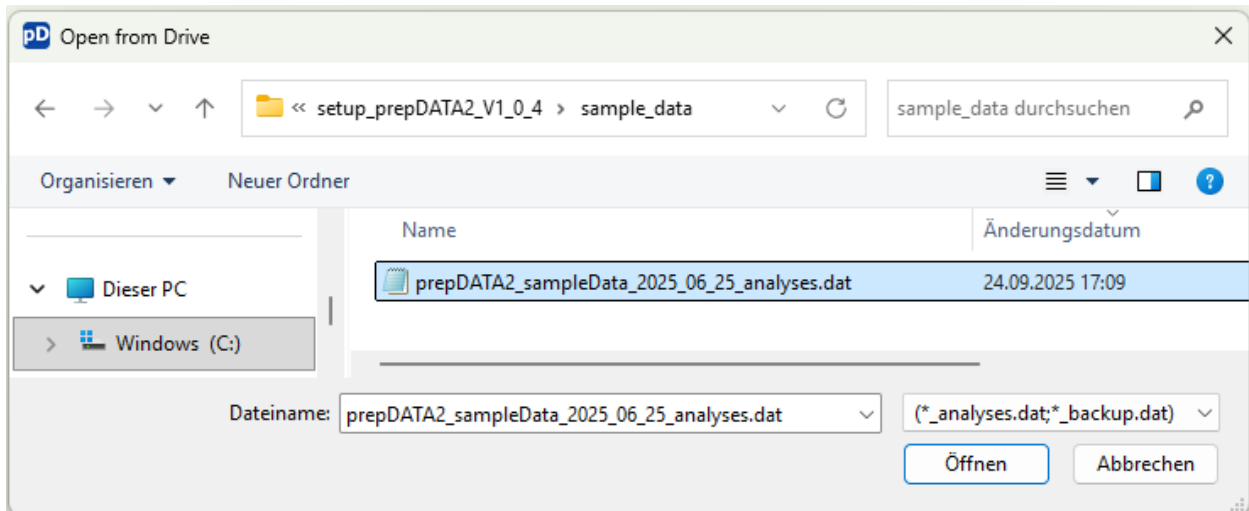 pD Open from Drive
« setup_prepDATA2_V1_0_4 > sample_data
sample_data durchsuchen
Organisieren Neuer Ordner
?
Name Änderungsdatum
prepDATA2_sampleData_2025_06_25_analyses.dat 24.09.2025 17:09
Dieser PC
Windows (C:)
Dateiname: prepDATA2_sampleData_2025_06_25_analyses.dat (*_analyses.dat;*_backup.dat)
Öffnen Abbrechen